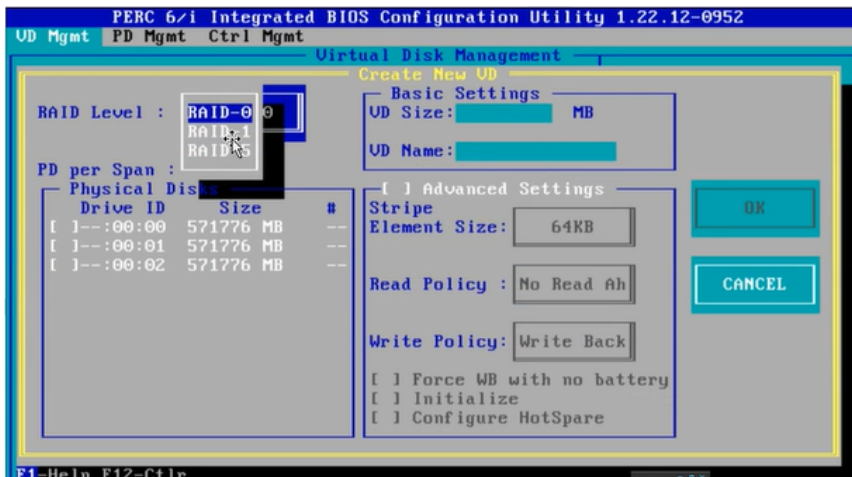 PERC 6/i Integrated BIOS Configuration Utility 1.22.12-0952
VD Mgmt PD Mgmt Ctrl Mgmt
Virtual Disk Management
Create New VD
RAID Level : RAID-0 0
RAID-1
RAID-5
PD per Span :
Basic Settings
VD Size: MB
VD Name:
Physical Disks
Drive ID Size #
[ ]--:00:00 571776 MB --
[ ]--:00:01 571776 MB --
[ ]--:00:02 571776 MB --
[ ] Advanced Settings
Stripe
Element Size: 64KB
Read Policy : No Read Ah
Write Policy: Write Back
[ ] Force WB with no battery
[ ] Initialize
[ ] Configure HotSpare
OK
CANCEL
F1-Help F12-Ctlr